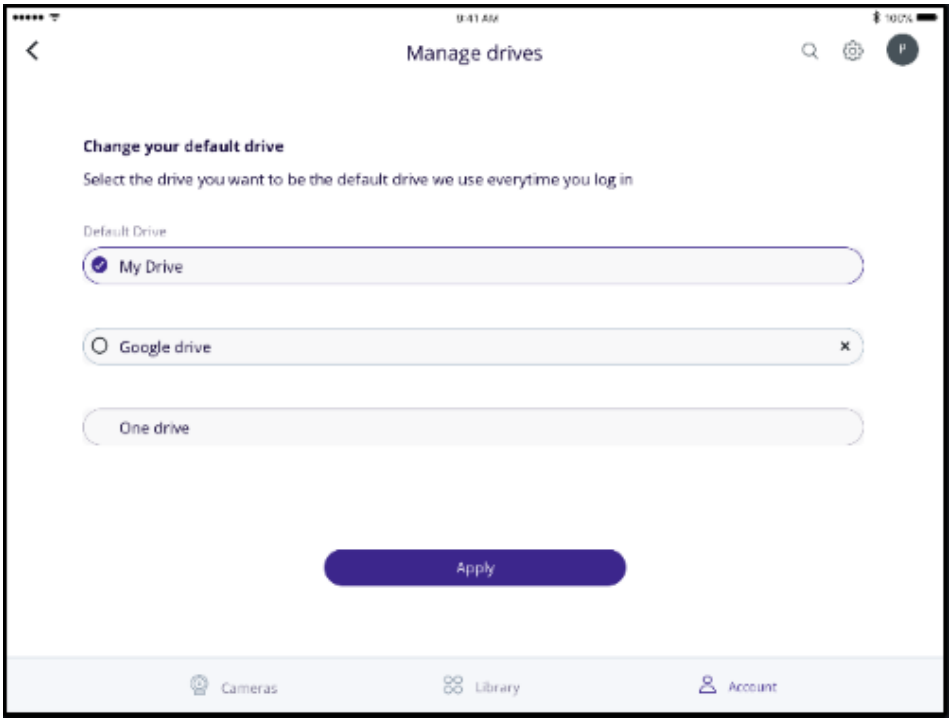 9:41 AM
100%
Manage drives
P
Change your default drive
Select the drive you want to be the default drive we use everytime you log in
Default Drive
My Drive
Google drive
One drive
Apply
Cameras
Library
Account